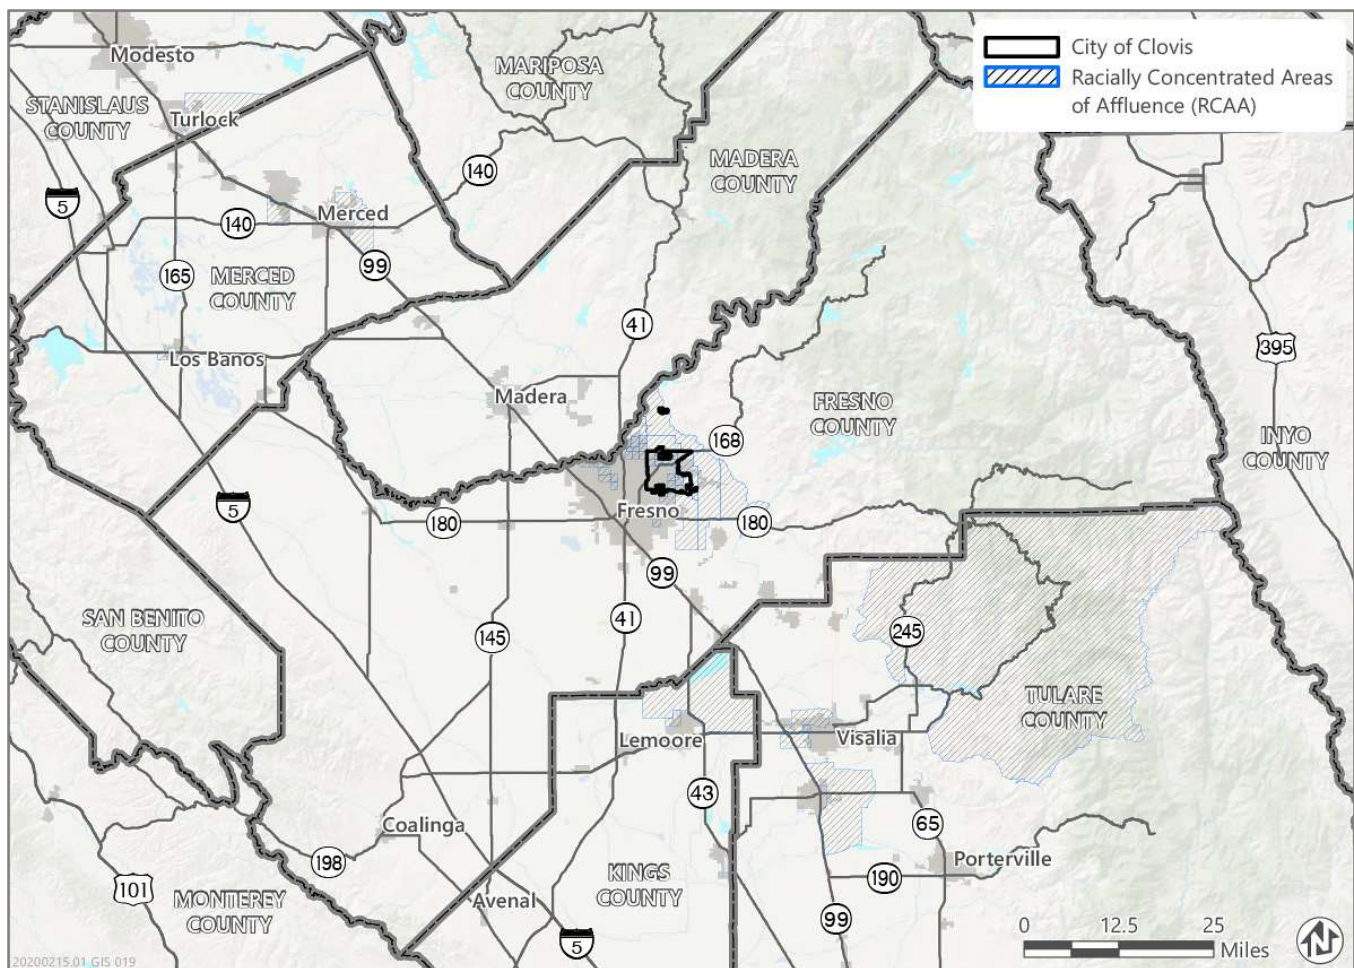 City of Clovis
Racially Concentrated Areas
of Affluence (RCAA)
Modesto
MARIPOSA
COUNTY
STANISLAUS
COUNTY
Turlock
MADERA
COUNTY
140
5
Merced
140
99
165
MERCED
COUNTY
41
395
Los Banos
Madera
FRESNO
COUNTY
168
INYO
COUNTY
5
180
Fresno
180
99
SAN BENITO
COUNTY
41
145
245
TULARE
COUNTY
Lemoore
Visalia
43
65
Coalinga
198
Porterville
101
KINGS
COUNTY
190
MONTEREY
COUNTY
Avenal
99
5
0 12.5 25
Miles
N
20200215.01 GIS 019